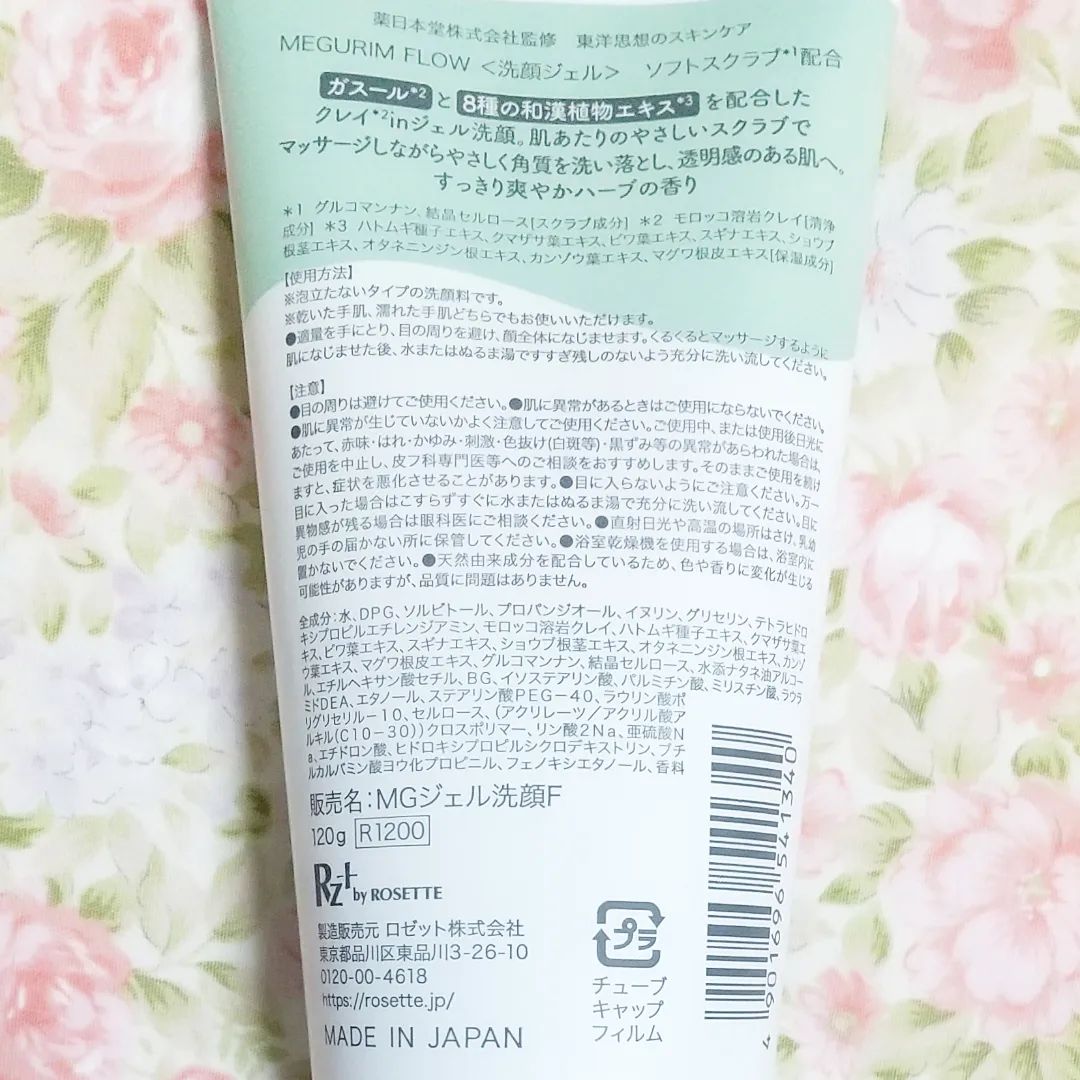 薬日本堂株式会社監修 東洋思想のスキンケア
MEGURIM FLOW ＜洗顔ジェル＞ ソフトスクラブ*1配合
ガスール*2 と 8種の和漢植物エキス*3 を配合した
クレイ*2inジェル洗顔。肌あたりのやさしいスクラブで
マッサージしながらやさしく角質を洗い落とし、透明感のある肌へ。
すっきり爽やかハーブの香り
*1 グルコマンナン、結晶セルロース[スクラブ成分] *2 モロッコ溶岩クレイ[清浄
成分] *3 ハトムギ種子エキス、クマザサ葉エキス、ビワ葉エキス、スギナエキス、ショウブ
根茎エキス、オタネニンジン根エキス、カンゾウ葉エキス、マグワ根皮エキス[保湿成分]
【使用方法】
※泡立たないタイプの洗顔料です。
※乾いた手肌、濡れた手肌どちらでもお使いいただけます。
●適量を手にとり、目の周りを避け、顔全体になじませます。くるくるとマッサージするように
肌になじませた後、水またはぬるま湯ですすぎ残しのないよう充分に洗い流してください。
【注意】
●目の周りは避けてご使用ください。●肌に異常があるときはご使用にならないでください。
●肌に異常が生じていないかよく注意してご使用ください。ご使用中、または使用後日光に
あたって、赤味・はれ・かゆみ・刺激・色抜け(白斑等)・黒ずみ等の異常があらわれた場合は、
ご使用を中止し、皮フ科専門医等へのご相談をおすすめします。そのままご使用を続け
ますと、症状を悪化させることがあります。●目に入らないようにご注意ください。万一
目に入った場合はこすらずすぐに水またはぬるま湯で充分に洗い流してください。目に
異物感が残る場合は眼科医にご相談ください。●直射日光や高温の場所はさけ、乳幼
児の手の届かない所に保管してください。●浴室乾燥機を使用する場合は、浴室内に
置かないでください。●天然由来成分を配合しているため、色や香りに変化が生じる
可能性がありますが、品質に問題はありません。
全成分：水、DPG、ソルビトール、プロパンジオール、イヌリン、グリセリン、テトラヒドロ
キシプロピルエチレンジアミン、モロッコ溶岩クレイ、ハトムギ種子エキス、クマザサ葉エ
キス、ビワ葉エキス、スギナエキス、ショウブ根茎エキス、オタネニンジン根エキス、カンゾ
ウ葉エキス、マグワ根皮エキス、グルコマンナン、結晶セルロース、水添ナタネ油アルコー
ル、エチルヘキサン酸セチル、BG、イソステアリン酸、パルミチン酸、ミリスチン酸、ラウラ
ミドDEA、エタノール、ステアリン酸PEG－40、ラウリン酸ポ
リグリセリル－10、セルロース、(アクリレーツ／アクリル酸ア
ルキル(C10－30))クロスポリマー、リン酸2Na、亜硫酸N
a、エチドロン酸、ヒドロキシプロピルシクロデキストリン、ブチ
ルカルバミン酸ヨウ化プロピニル、フェノキシエタノール、香料
販売名：MGジェル洗顔F
120g R1200
Rz+ by ROSETTE
製造販売元 ロゼット株式会社
東京都品川区東品川3-26-10
0120-00-4618
https://rosette.jp/
MADE IN JAPAN
プラ
チューブ
キャップ
フィルム
4 901696 541340